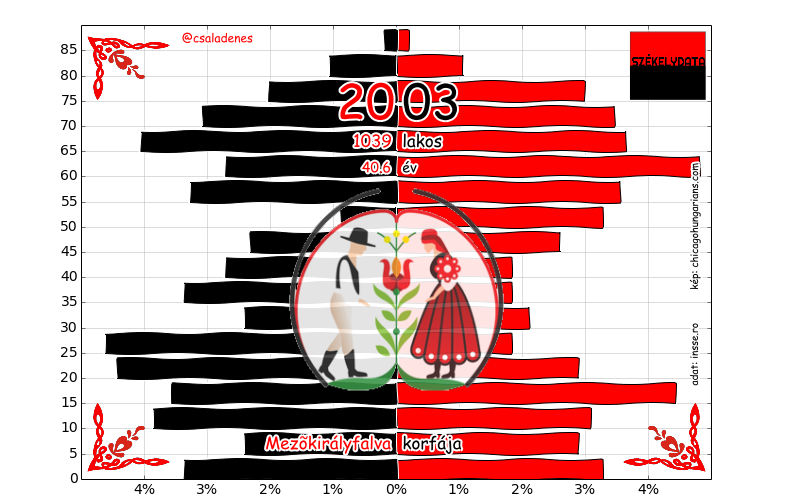 @csaladenes
SZÉKELYDATA
2003
1039 lakos
40.6 év
kép: chicagohungarians.com
adat: insse.ro
Mezõkirályfalva korfája
85
80
75
70
65
60
55
50
45
40
35
30
25
20
15
10
5
0
4% 3% 2% 1% 0% 1% 2% 3% 4%